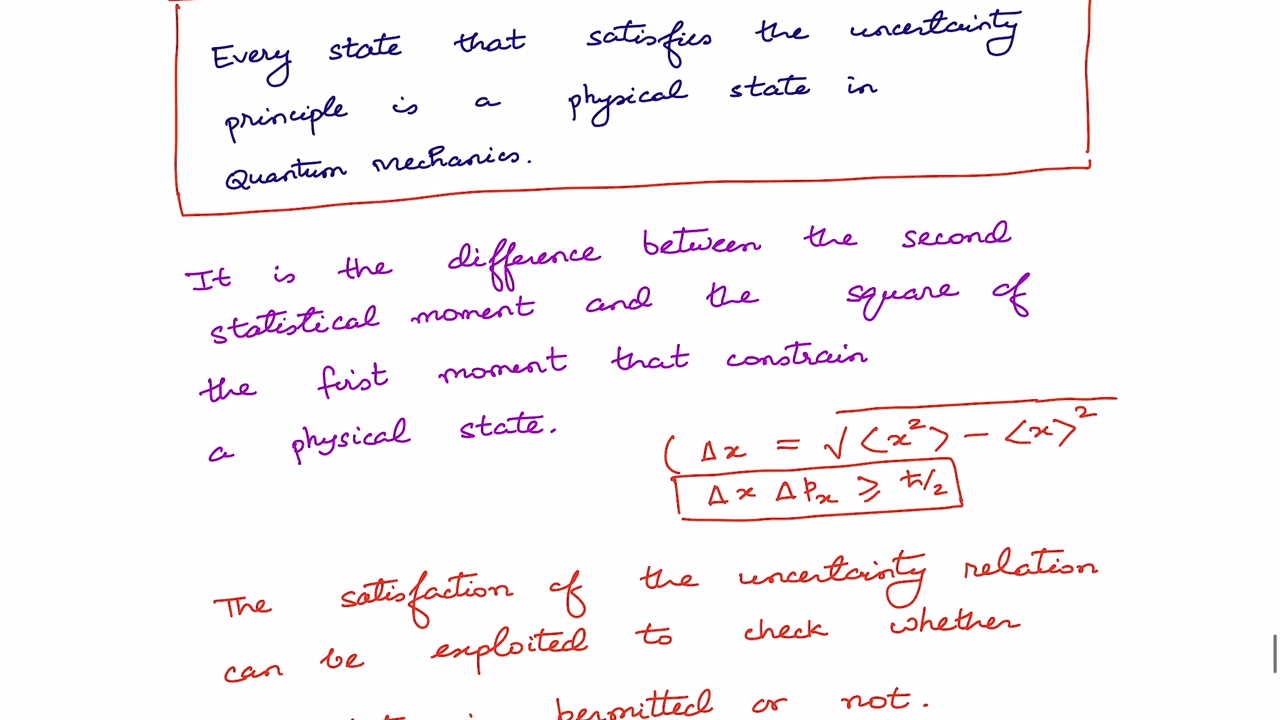 Every state that satisfies the uncertainty
principle is a physical state in
Quantum mechanics.
It is the difference between the second
statistical moment and the square of
the first moment that constrain
a physical state.
( Δx = √⟨x²⟩ - ⟨x⟩²
Δx Δpₓ ≥ ħ/2
The satisfaction of the uncertainty relation
can be exploited to check whether
permitted or not.